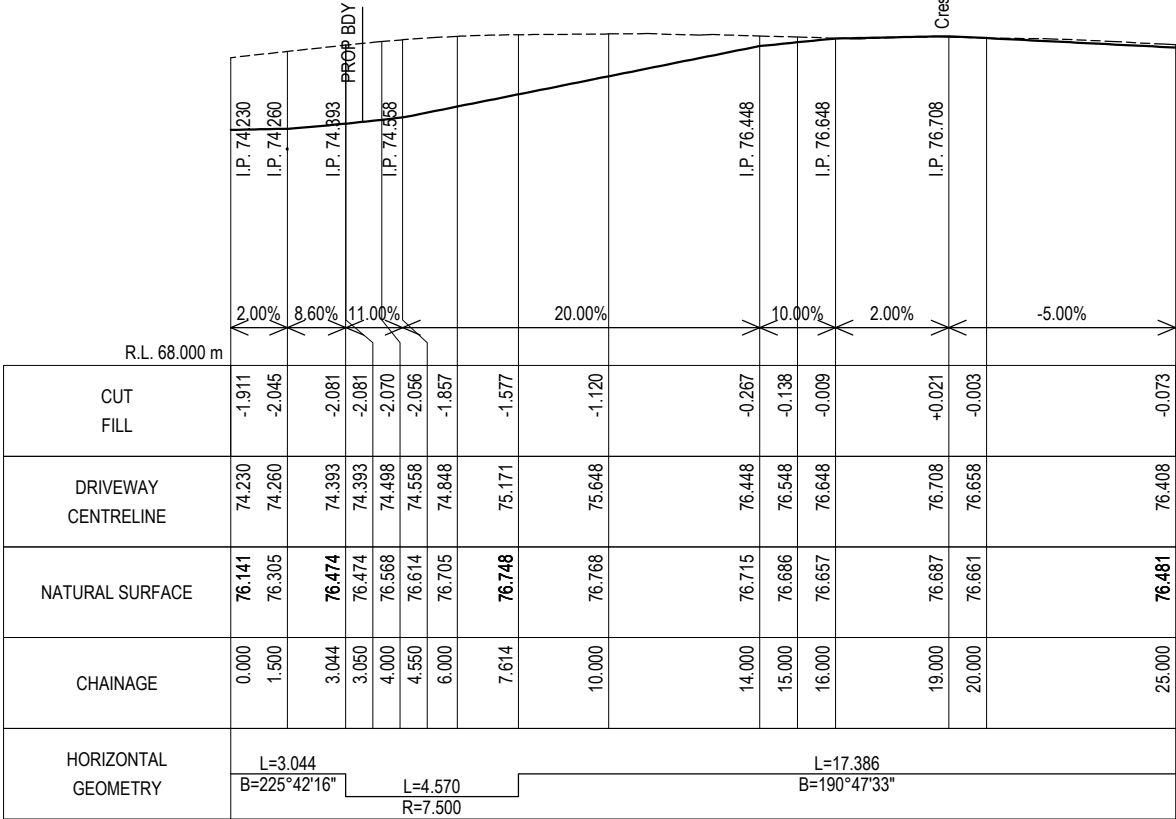 PROP BDY
Cres
I.P. 74.230
I.P. 74.260
I.P. 74.393
I.P. 74.558
I.P. 76.448
I.P. 76.648
I.P. 76.708
2.00% 8.60% 11.00% 20.00% 10.00% 2.00% -5.00%
R.L. 68.000 m
CUT
FILL
-1.911 -2.045 -2.081 -2.081 -2.070 -2.056 -1.857 -1.577 -1.120 -0.267 -0.138 -0.009 +0.021 -0.003 -0.073
DRIVEWAY
CENTRELINE
74.230 74.260 74.393 74.393 74.498 74.558 74.848 75.171 75.648 76.448 76.548 76.648 76.708 76.658 76.408
NATURAL SURFACE
76.141 76.305 76.474 76.474 76.568 76.614 76.705 76.748 76.768 76.715 76.686 76.657 76.687 76.661 76.481
CHAINAGE
0.000 1.500 3.044 3.050 4.000 4.550 6.000 7.614 10.000 14.000 15.000 16.000 19.000 20.000 25.000
HORIZONTAL
GEOMETRY
L=3.044
B=225°42'16"
L=4.570
R=7.500
L=17.386
B=190°47'33"